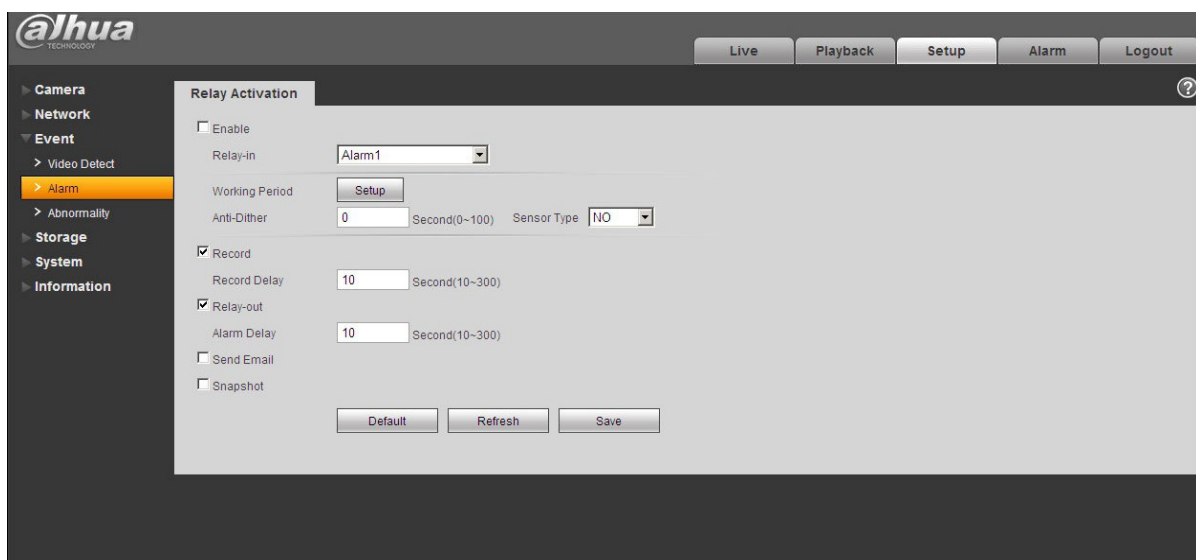 alhua
TECHNOLOGY
Live Playback Setup Alarm Logout
Camera
Network
Event
> Video Detect
> Alarm
> Abnormality
Storage
System
Information
Relay Activation
?
Enable
Relay-in Alarm1
Working Period Setup
Anti-Dither 0 Second(0~100) Sensor Type NO
Record
Record Delay 10 Second(10~300)
Relay-out
Alarm Delay 10 Second(10~300)
Send Email
Snapshot
Default Refresh Save